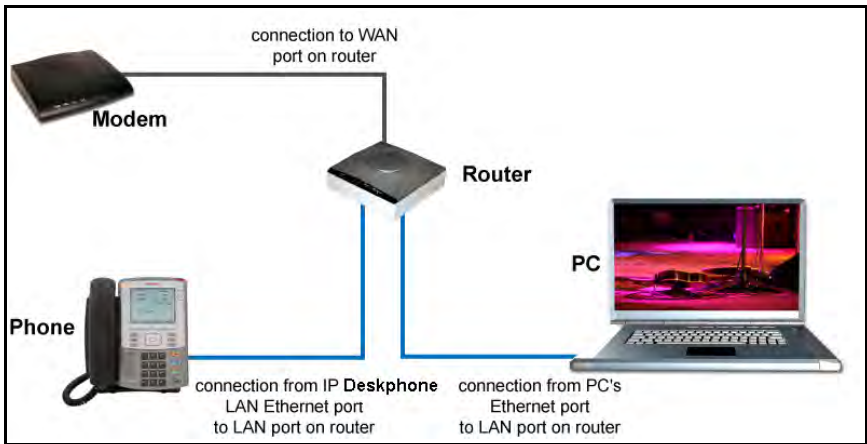 connection to WAN
port on router
Modem
Router
PC
Phone
connection from IP Deskphone
LAN Ethernet port
to LAN port on router
connection from PC's
Ethernet port
to LAN port on router